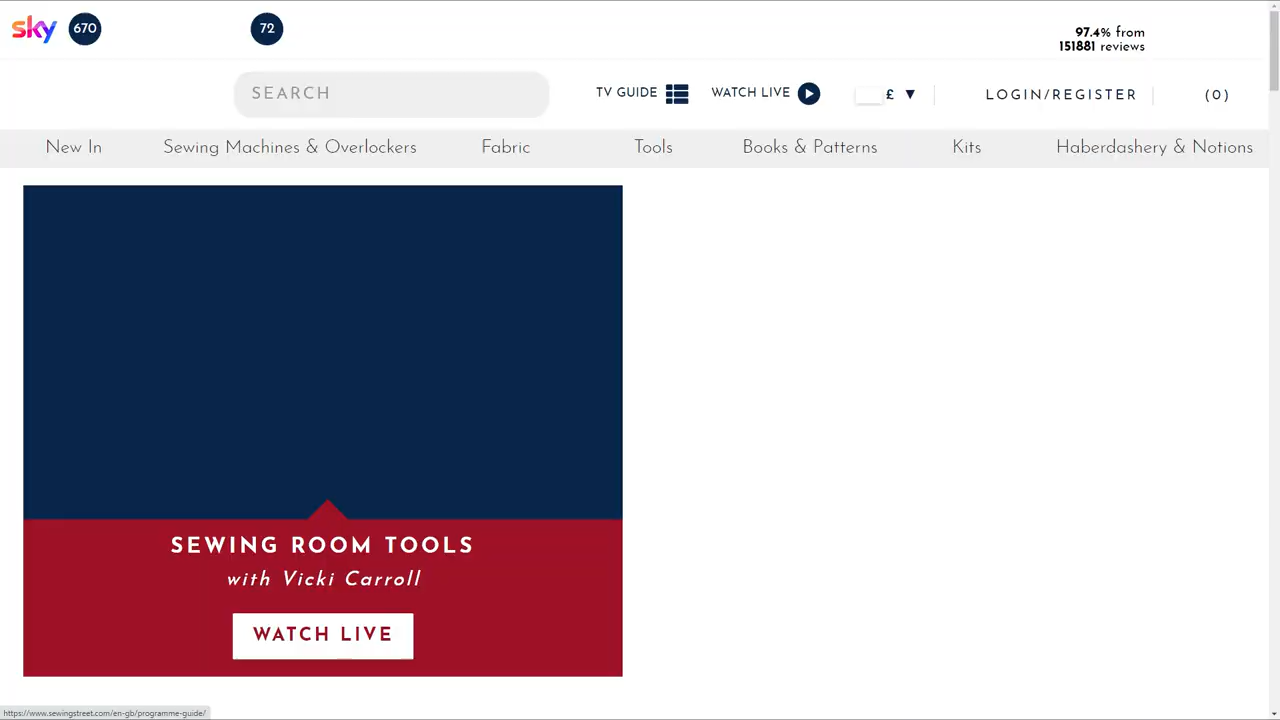 sky 670 72
97.4% from
151881 reviews
SEARCH
TV GUIDE
WATCH LIVE
£ ▼
LOGIN/REGISTER
(0)
New In
Sewing Machines & Overlockers
Fabric
Tools
Books & Patterns
Kits
Haberdashery & Notions
SEWING ROOM TOOLS
with Vicki Carroll
WATCH LIVE
https://www.sewingstreet.com/en-gb/programme-guide/